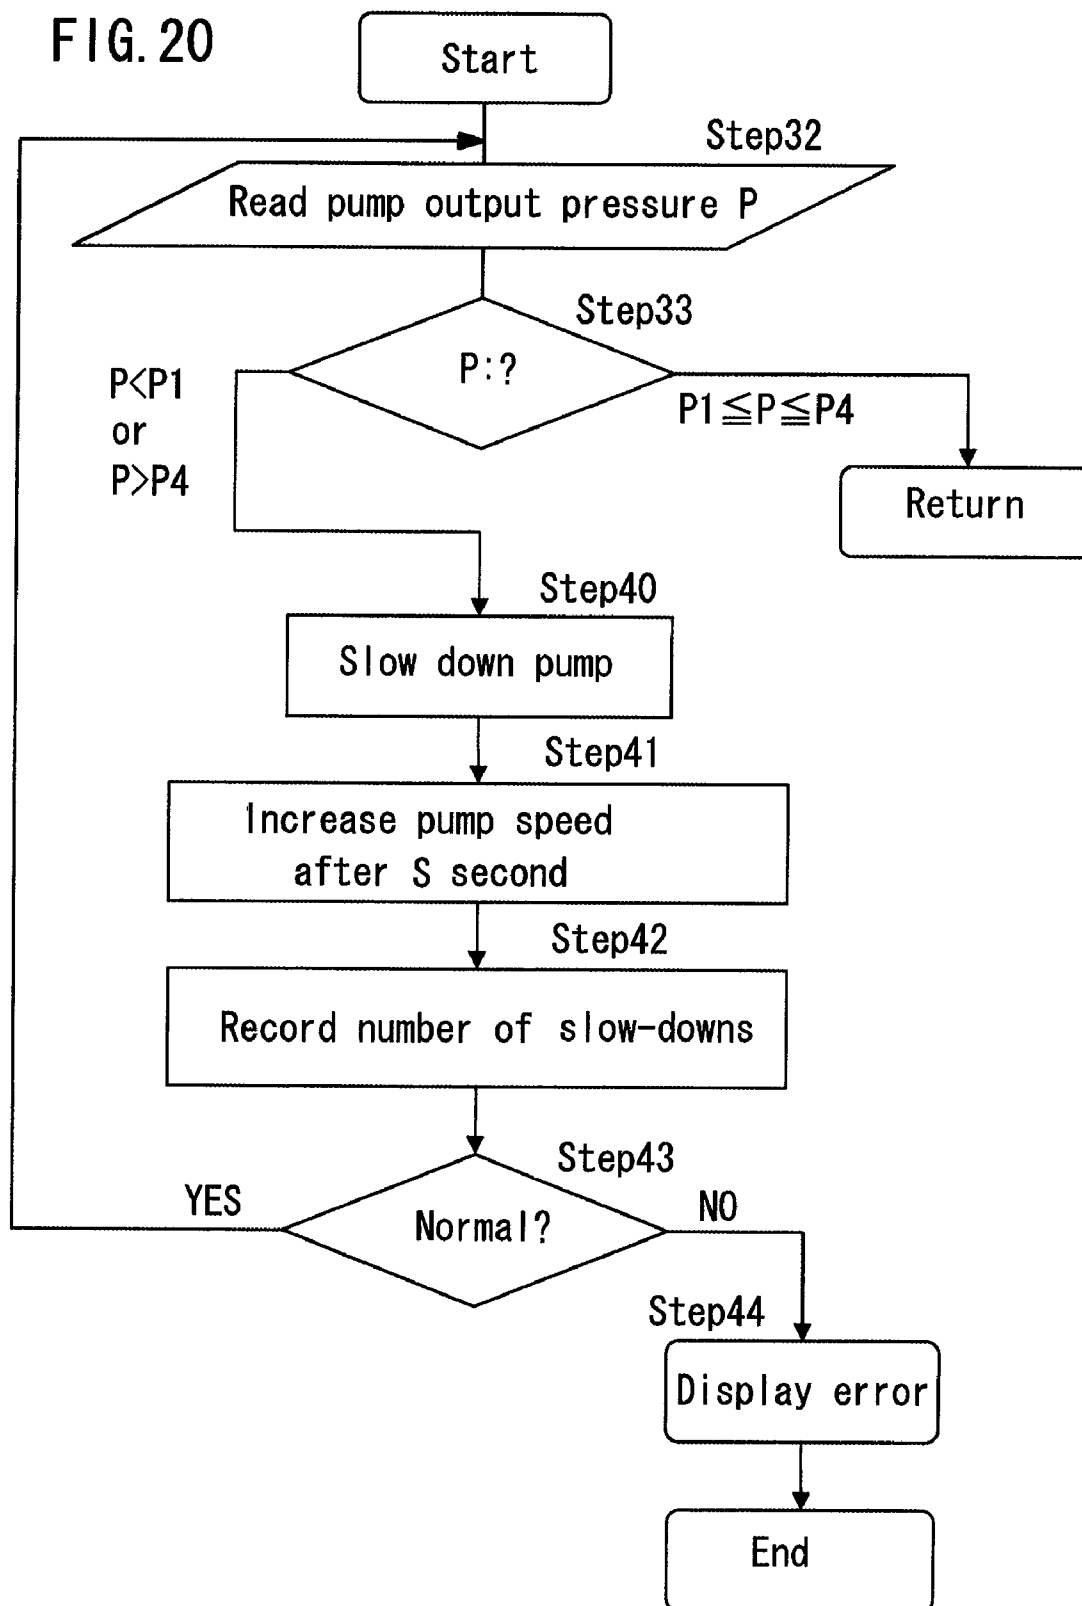 FIG.20
Start
Step32
Read pump output pressure P
Step33
P:?
P<P1
or
P>P4
P1≦P≦P4
Return
Step40
Slow down pump
Step41
Increase pump speed
after S second
Step42
Record number of slow-downs
Step43
YES
Normal?
NO
Step44
Display error
End